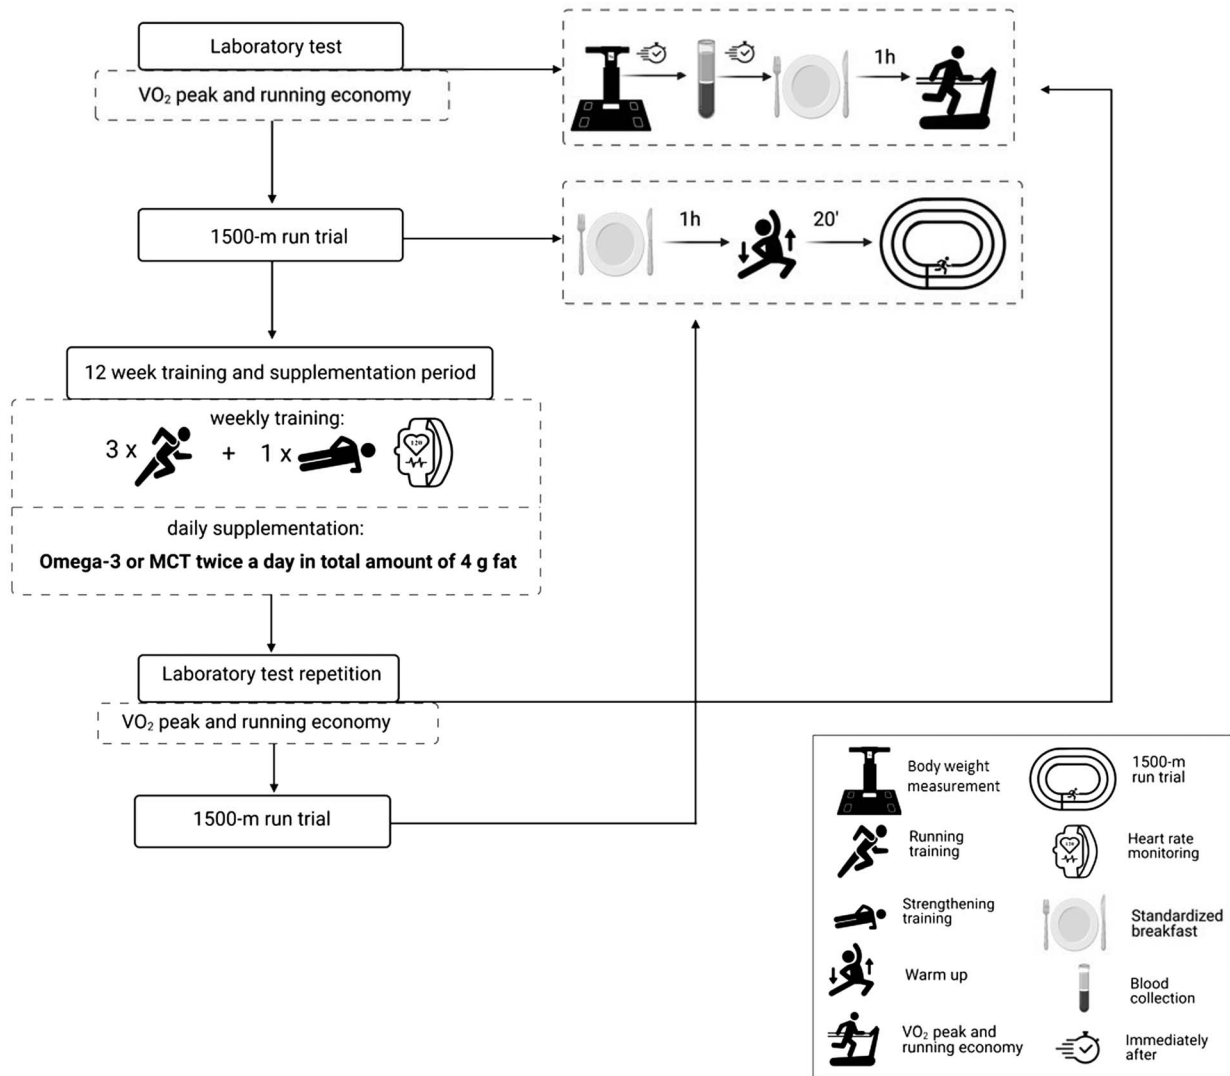 Laboratory test
VO₂ peak and running economy
1h
1500-m run trial
1h
20'
12 week training and supplementation period
weekly training:
3 x
+
1 x
120
daily supplementation:
Omega-3 or MCT twice a day in total amount of 4 g fat
Laboratory test repetition
VO₂ peak and running economy
1500-m run trial
Body weight
measurement
1500-m
run trial
Running
training
120
Heart rate
monitoring
Strengthening
training
Standardized
breakfast
Warm up
Blood
collection
VO₂ peak and
running economy
Immediately
after